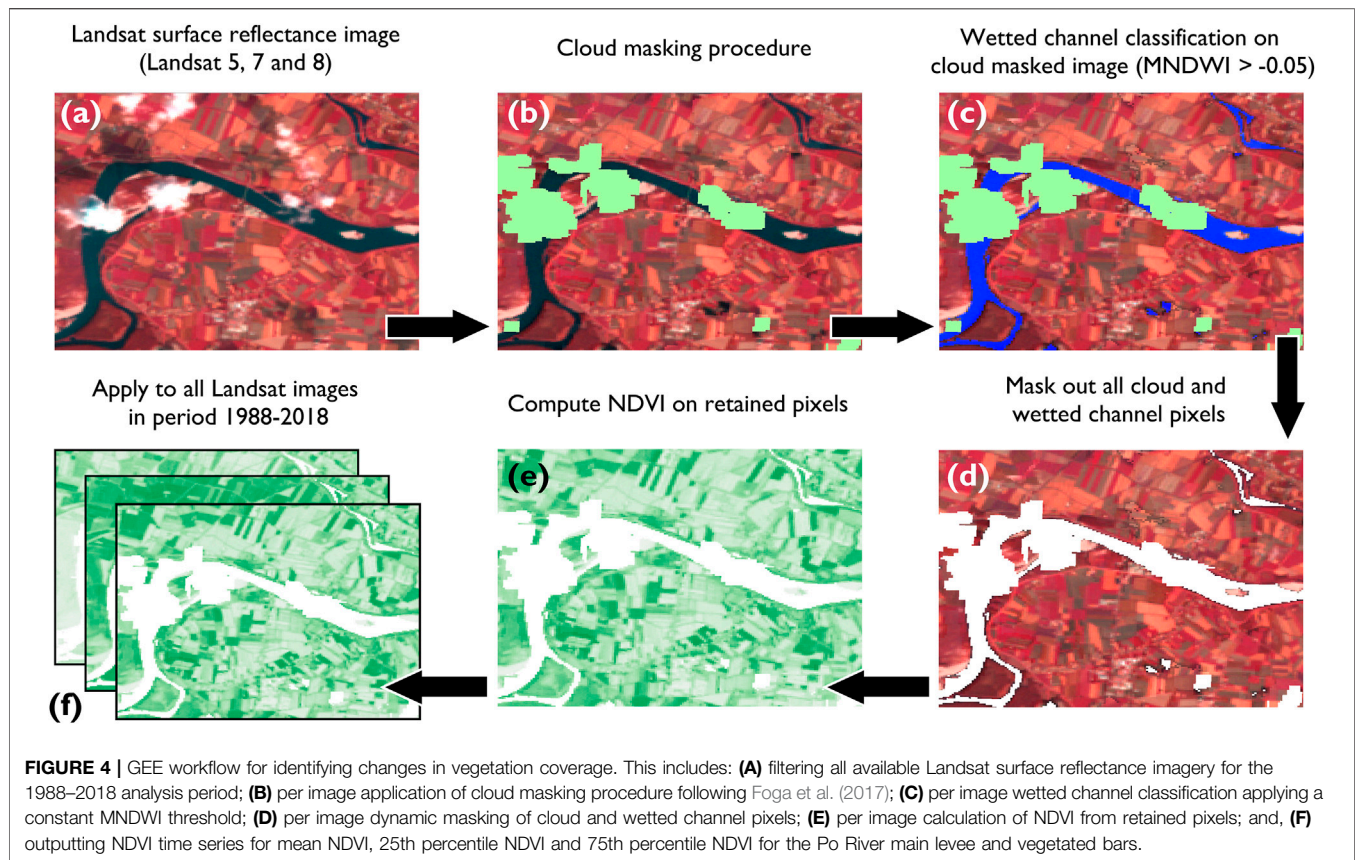 Landsat surface reflectance image
(Landsat 5, 7 and 8)
Cloud masking procedure
Wetted channel classification on
cloud masked image (MNDWI > -0.05)
(a)
(b)
(c)
Apply to all Landsat images
in period 1988-2018
Compute NDVI on retained pixels
Mask out all cloud and
wetted channel pixels
(f)
(e)
(d)
FIGURE 4 | GEE workflow for identifying changes in vegetation coverage. This includes: (A) filtering all available Landsat surface reflectance imagery for the
1988–2018 analysis period; (B) per image application of cloud masking procedure following Foga et al. (2017); (C) per image wetted channel classification applying a
constant MNDWI threshold; (D) per image dynamic masking of cloud and wetted channel pixels; (E) per image calculation of NDVI from retained pixels; and, (F)
outputting NDVI time series for mean NDVI, 25th percentile NDVI and 75th percentile NDVI for the Po River main levee and vegetated bars.